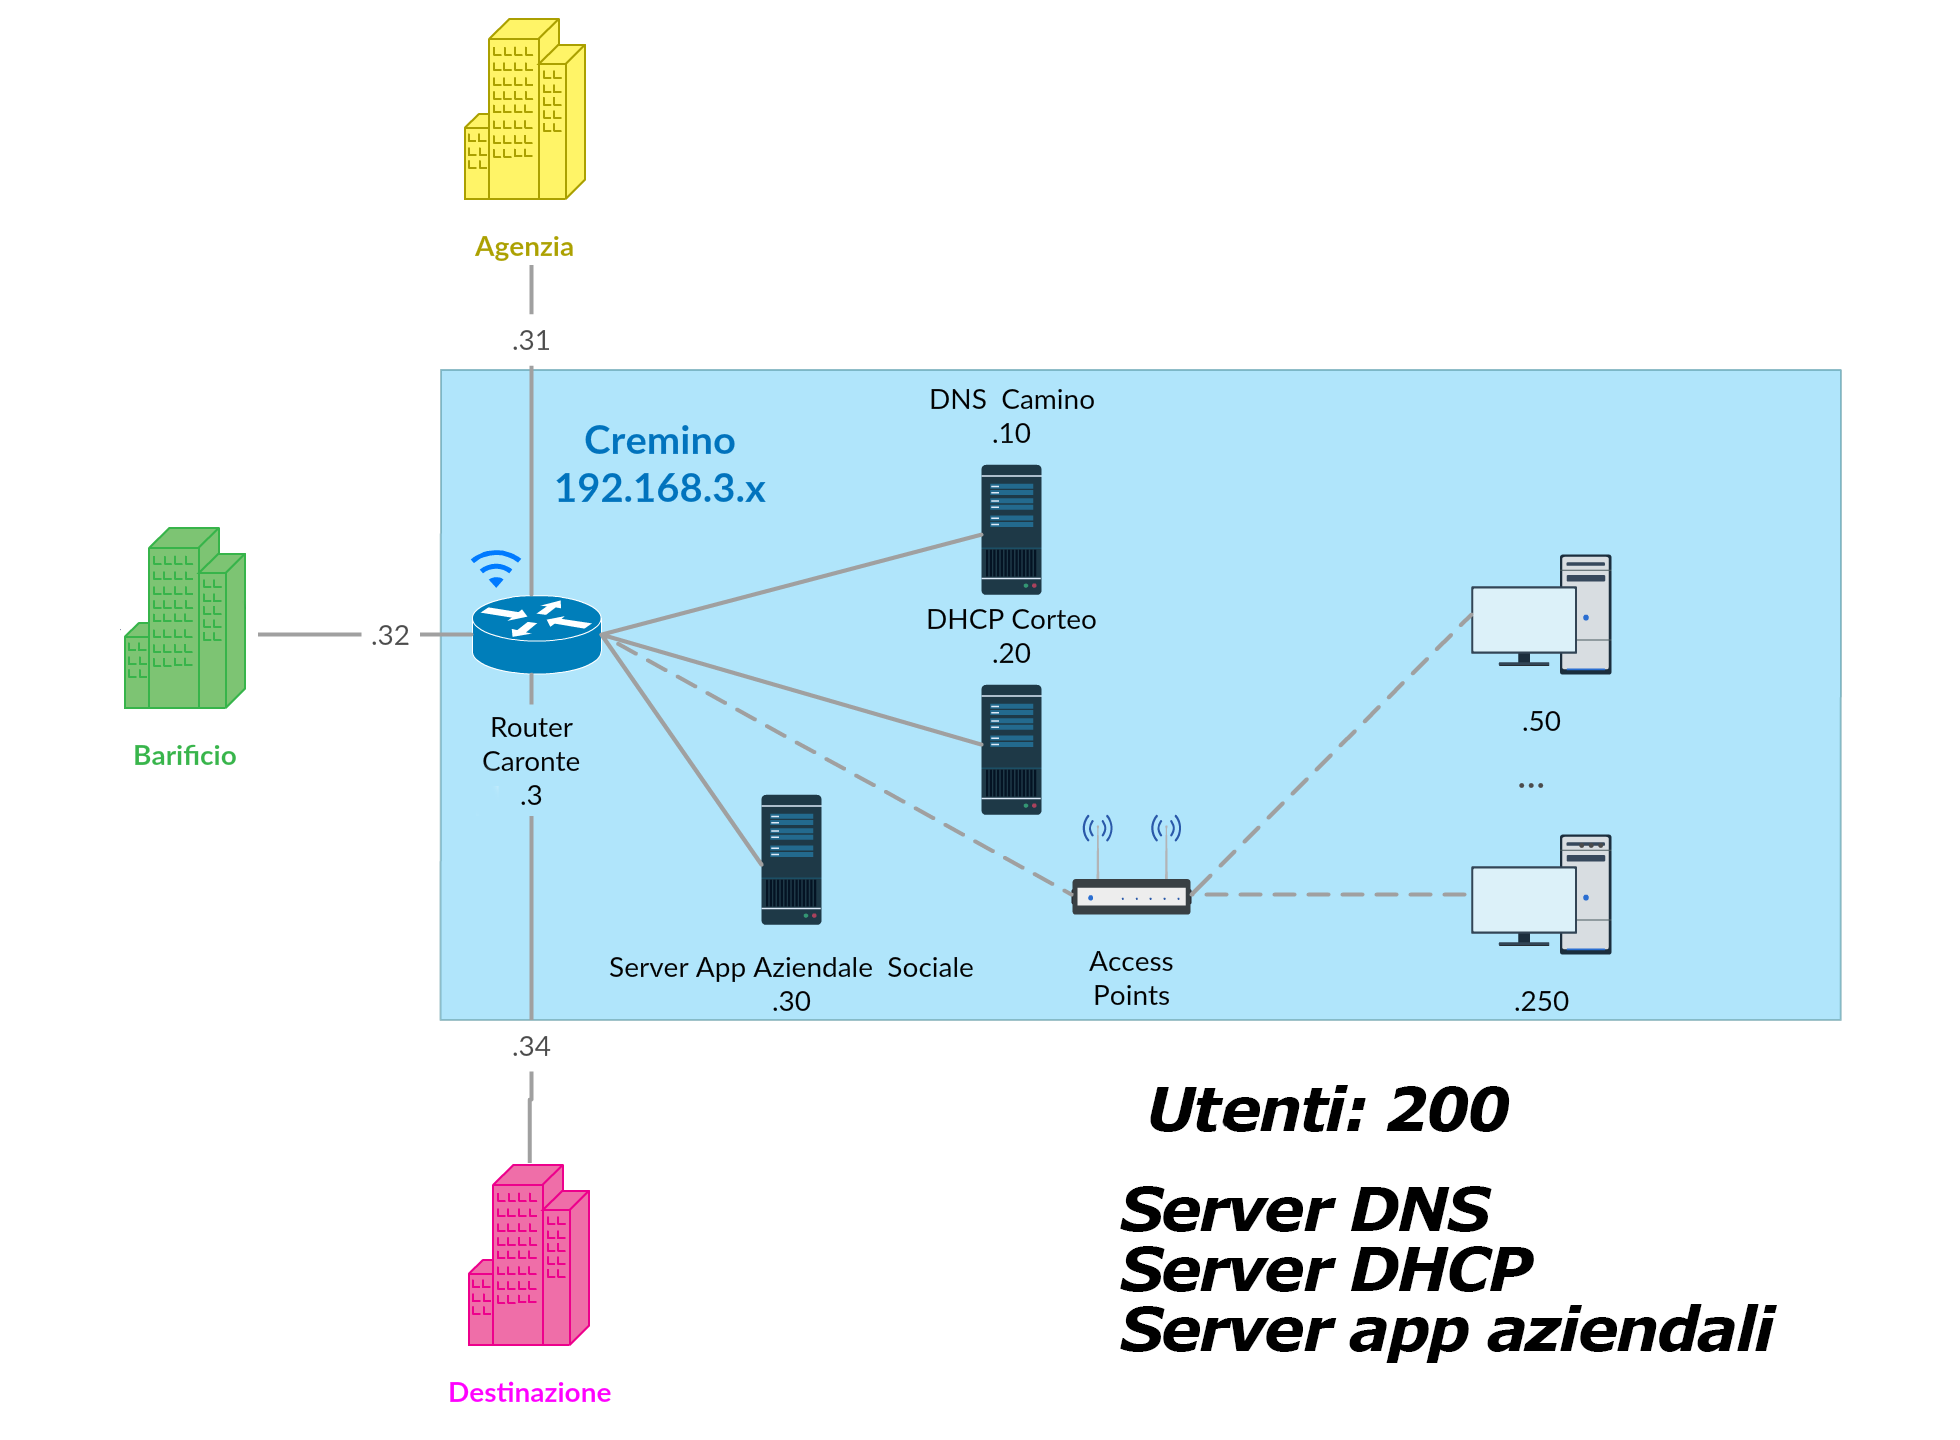 Agenzia
.31
DNS  Camino
.10
Cremino
192.168.3.x
DHCP Corteo
.20
.32
Barificio
Router
Caronte
.3
.50
...
Server App Aziendale  Sociale
.30
Access
Points
.250
.34
Utenti: 200
Server DNS
Server DHCP
Server app aziendali
Destinazione